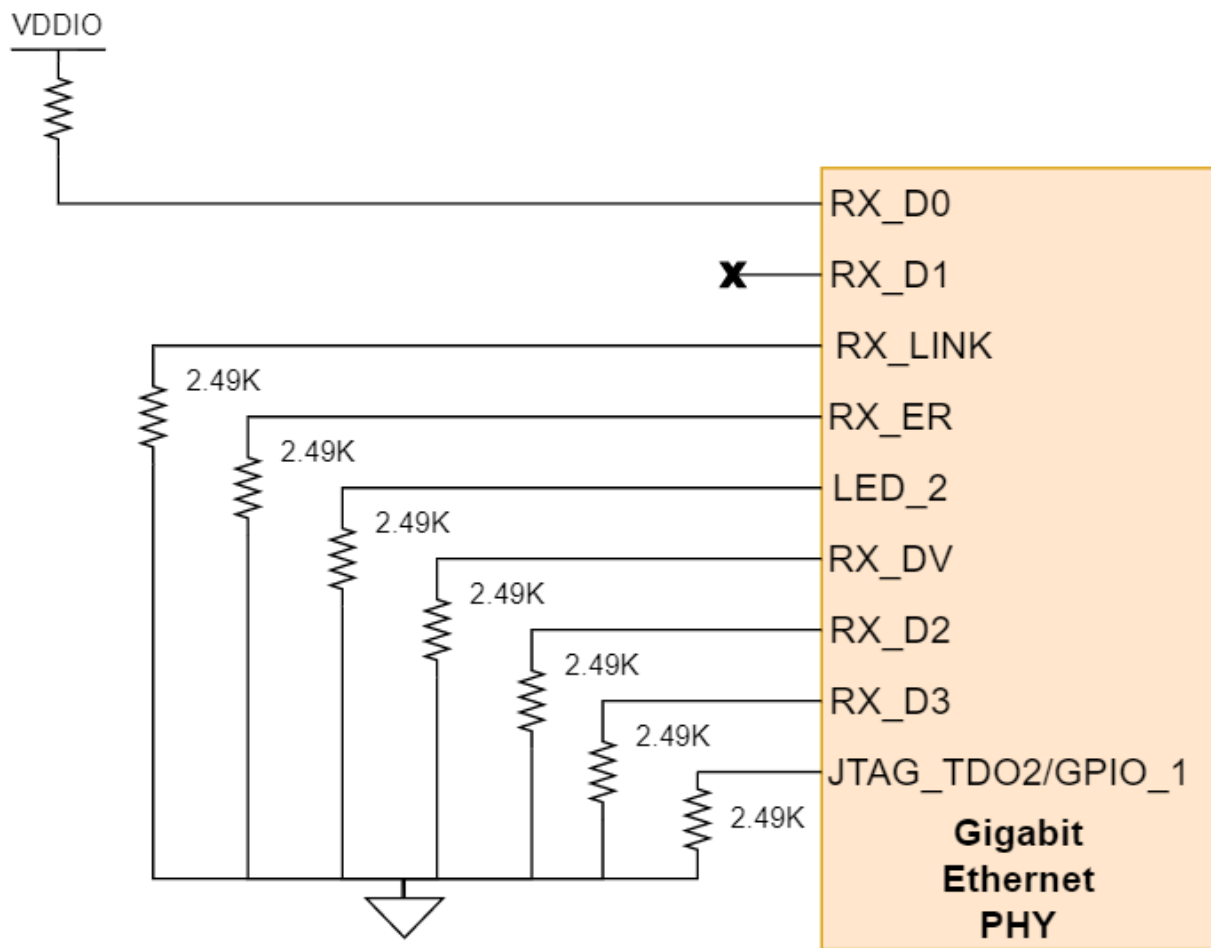 VDDIO
RX_D0
RX_D1
RX_LINK
2.49K
RX_ER
2.49K
LED_2
2.49K
RX_DV
2.49K
RX_D2
2.49K
RX_D3
2.49K
JTAG_TDO2/GPIO_1
2.49K
Gigabit
Ethernet
PHY